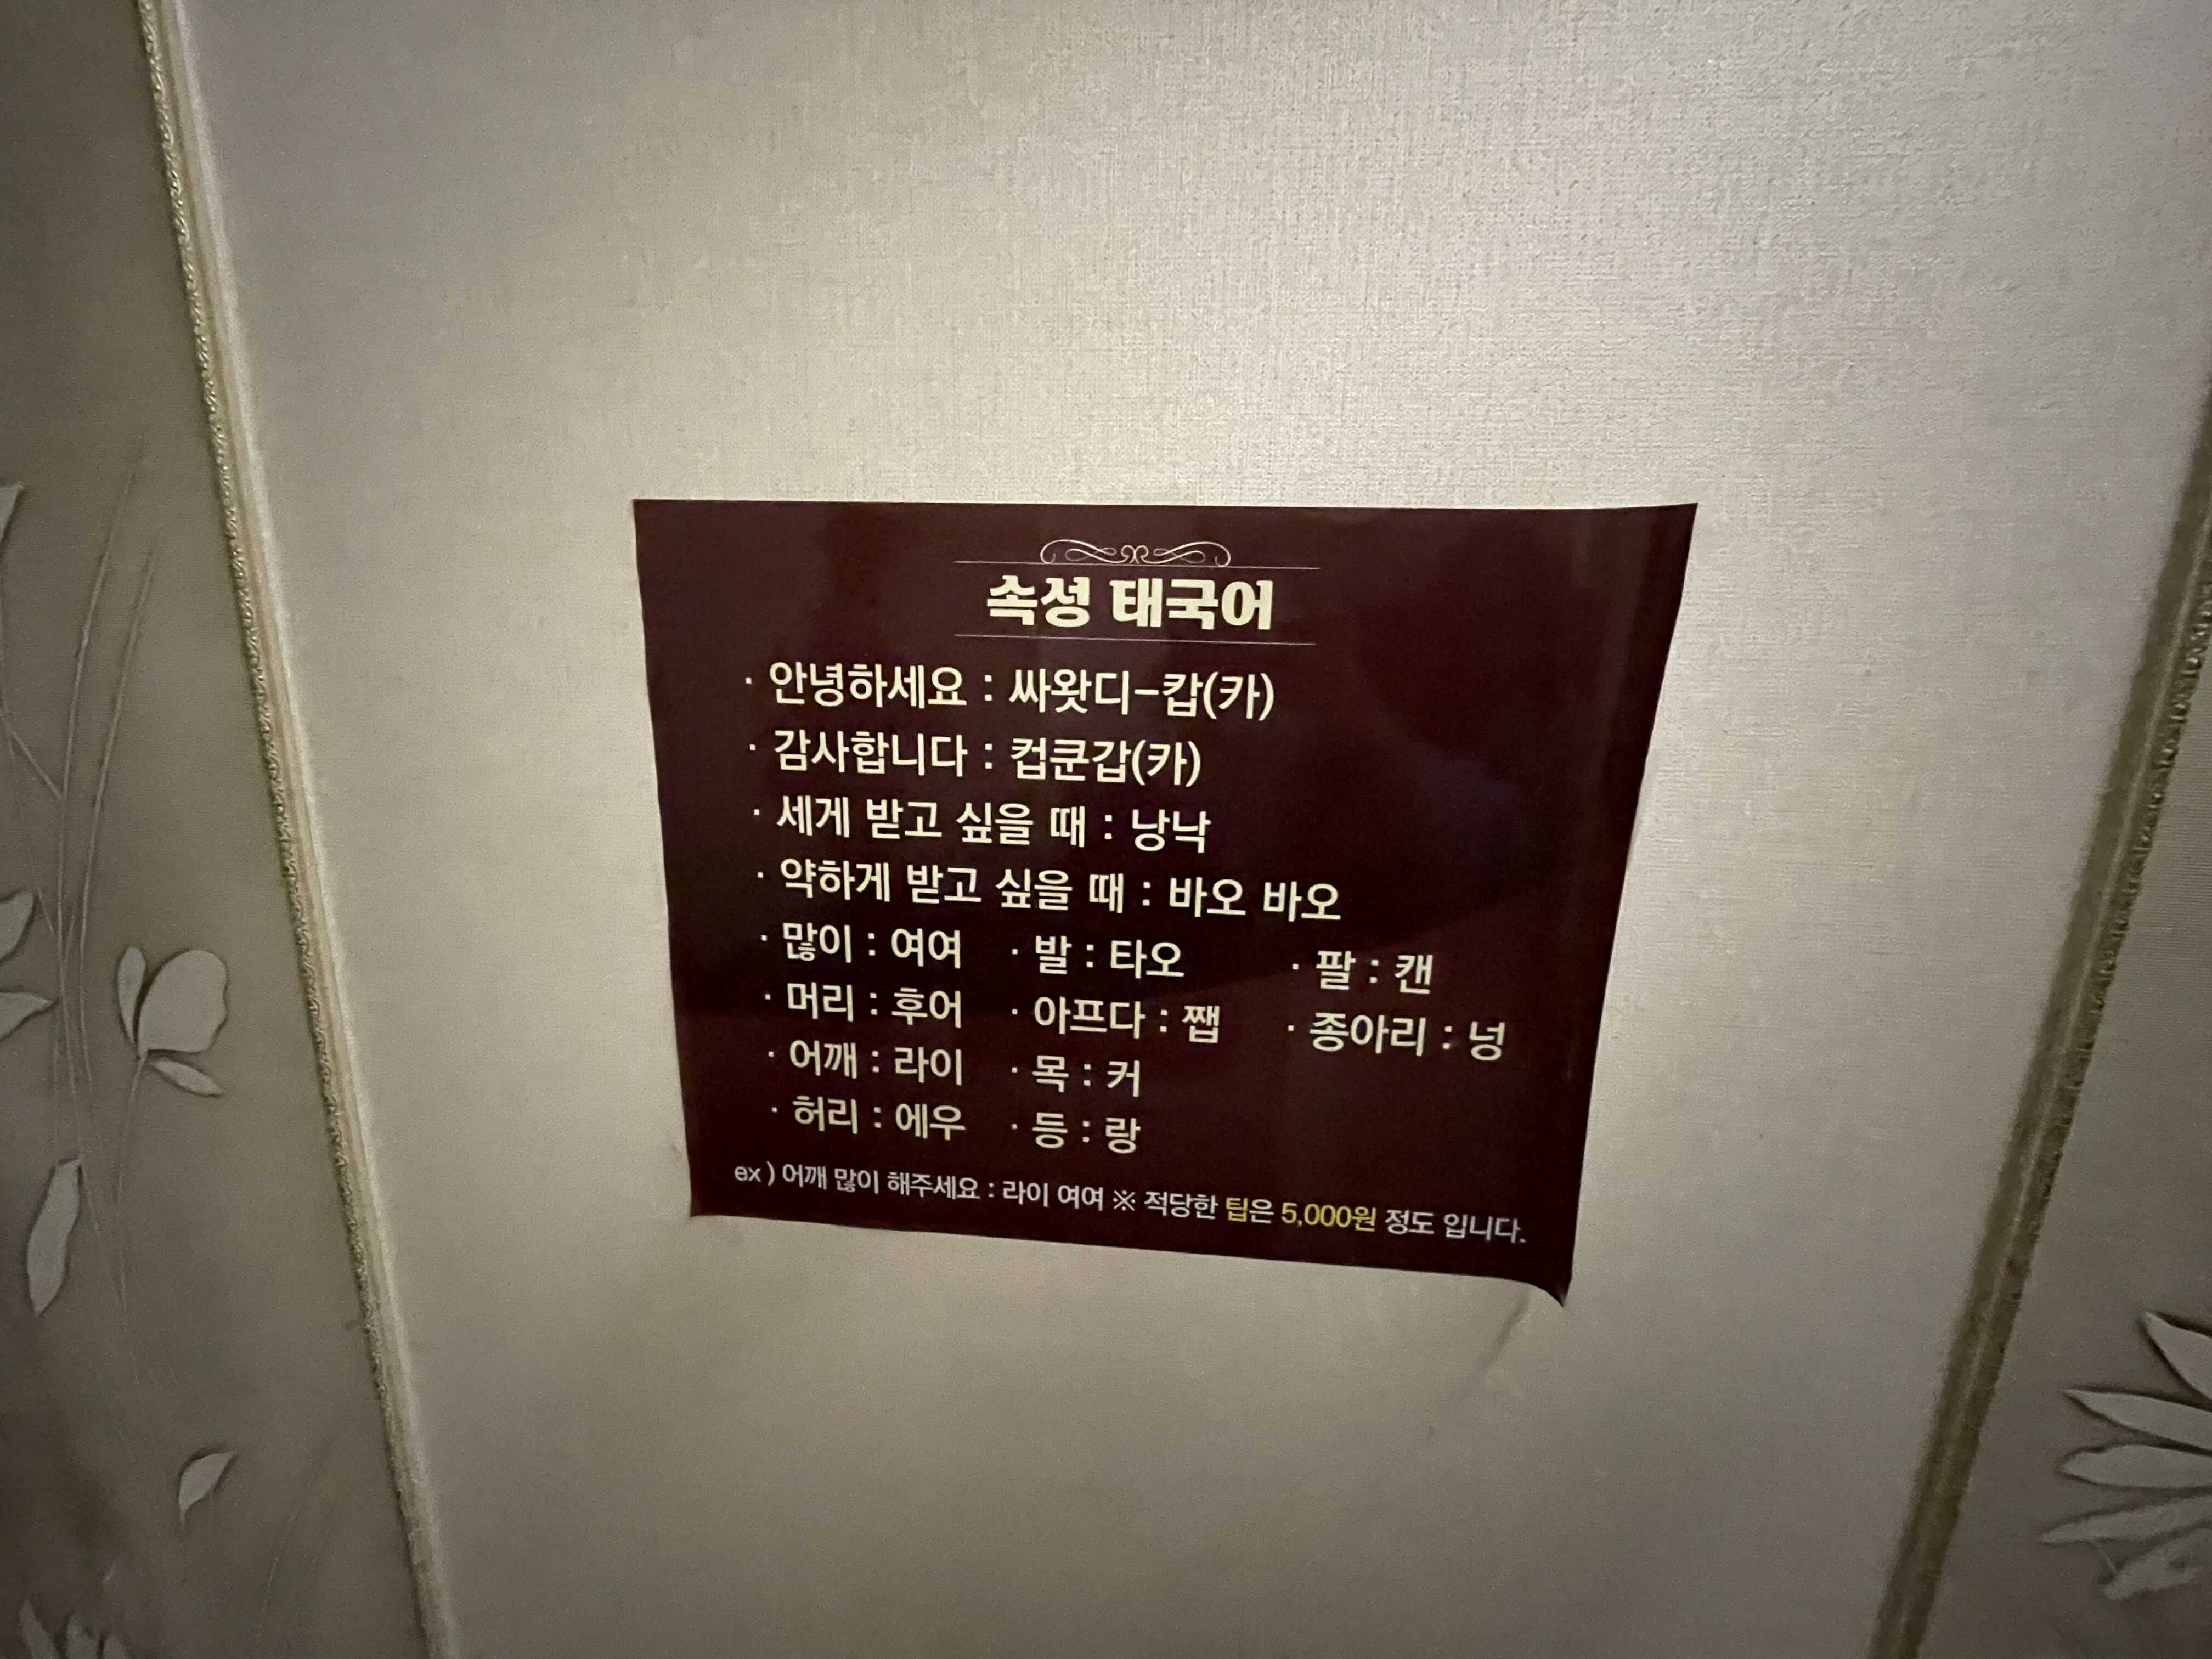 속성 태국어
· 안녕하세요 : 싸왓디-캅(카)
· 감사합니다 : 컵쿤갑(카)
· 세게 받고 싶을 때 : 낭낙
· 약하게 받고 싶을 때 : 바오 바오
· 많이 : 여여 · 발 : 타오 · 팔 : 캔
· 머리 : 후어 · 아프다 : 쨉 · 종아리 : 넝
· 어깨 : 라이 · 목 : 커
· 허리 : 에우 · 등 : 랑
ex ) 어깨 많이 해주세요 : 라이 여여 ※ 적당한 팁은 5,000원 정도 입니다.